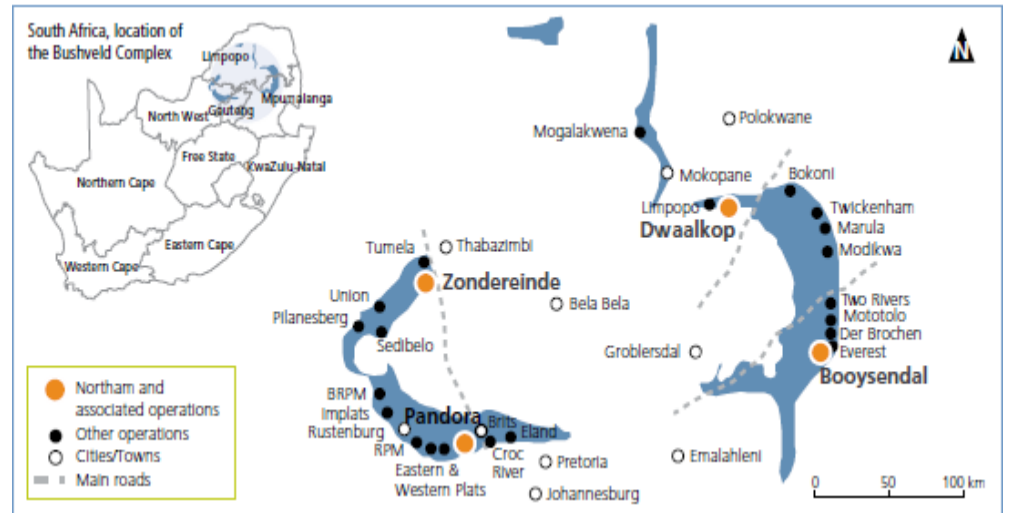 South Africa, location of
the Bushveld Complex
Limpopo
Mpumalanga
Gauteng
North West
Free State
KwaZulu-Natal
Northern Cape
Eastern Cape
Western Cape
N
Mogalakwena
Polokwane
Mokopane
Bokoni
Limpopo
Dwaalkop
Twickenham
Marula
Modikwa
Tumela
Thabazimbi
Zondereinde
Union
Bela Bela
Two Rivers
Mototolo
Pilanesberg
Der Brochen
Sedibelo
Groblersdal
Everest
Booysendal
BRPM
Implats
Pandora
Brits
Rustenburg
Eland
RPM
Croc
River
Eastern &
Western Plats
Pretoria
Emalahleni
Johannesburg
Northam and
associated operations
Other operations
Cities/Towns
Main roads
0 50 100 km